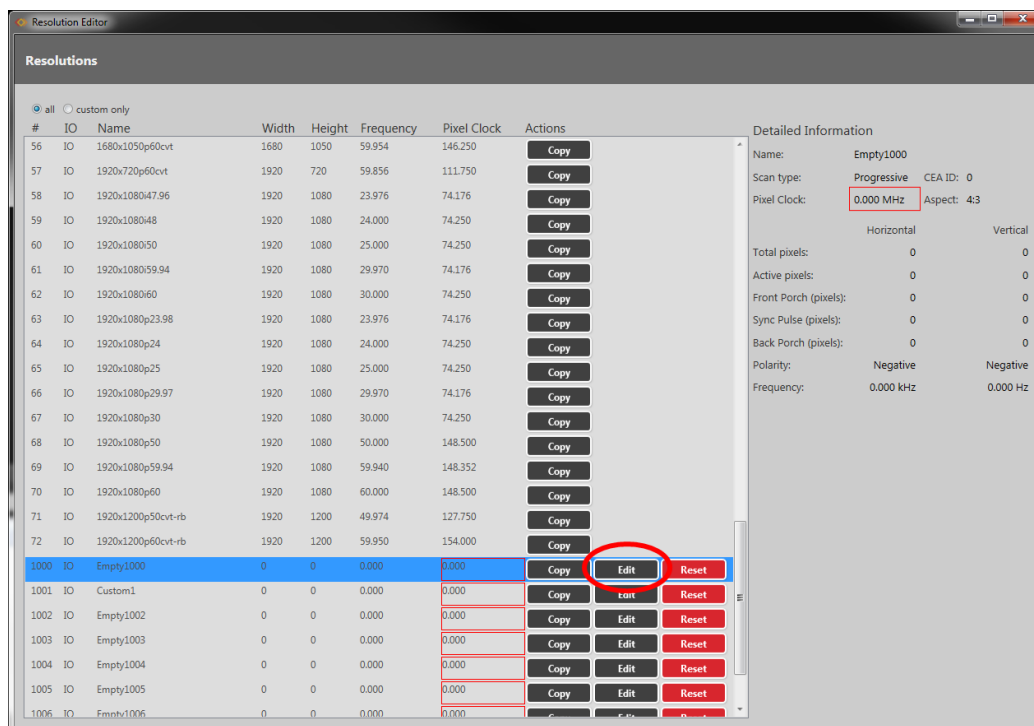 Resolution Editor
Resolutions
all custom only
# IO Name Width Height Frequency Pixel Clock Actions
56 IO 1680x1050p60cvt 1680 1050 59.954 146.250 Copy
57 IO 1920x720p60cvt 1920 720 59.856 111.750 Copy
58 IO 1920x1080i47.96 1920 1080 23.976 74.176 Copy
59 IO 1920x1080i48 1920 1080 24.000 74.250 Copy
60 IO 1920x1080i50 1920 1080 25.000 74.250 Copy
61 IO 1920x1080i59.94 1920 1080 29.970 74.176 Copy
62 IO 1920x1080i60 1920 1080 30.000 74.250 Copy
63 IO 1920x1080p23.98 1920 1080 23.976 74.176 Copy
64 IO 1920x1080p24 1920 1080 24.000 74.250 Copy
65 IO 1920x1080p25 1920 1080 25.000 74.250 Copy
66 IO 1920x1080p29.97 1920 1080 29.970 74.176 Copy
67 IO 1920x1080p30 1920 1080 30.000 74.250 Copy
68 IO 1920x1080p50 1920 1080 50.000 148.500 Copy
69 IO 1920x1080p59.94 1920 1080 59.940 148.352 Copy
70 IO 1920x1080p60 1920 1080 60.000 148.500 Copy
71 IO 1920x1200p50cvt-rb 1920 1200 49.974 127.750 Copy
72 IO 1920x1200p60cvt-rb 1920 1200 59.950 154.000 Copy
1000 IO Empty1000 0 0 0.000 0.000 Copy Edit Reset
1001 IO Custom1 0 0 0.000 0.000 Copy Edit Reset
1002 IO Empty1002 0 0 0.000 0.000 Copy Edit Reset
1003 IO Empty1003 0 0 0.000 0.000 Copy Edit Reset
1004 IO Empty1004 0 0 0.000 0.000 Copy Edit Reset
1005 IO Empty1005 0 0 0.000 0.000 Copy Edit Reset
1006 IO Empty1006 0 0 0.000 0.000 Copy Edit Reset
Detailed Information
Name: Empty1000
Scan type: Progressive CEA ID: 0
Pixel Clock: 0.000 MHz Aspect: 4:3
Horizontal Vertical
Total pixels: 0 0
Active pixels: 0 0
Front Porch (pixels): 0 0
Sync Pulse (pixels): 0 0
Back Porch (pixels): 0 0
Polarity: Negative Negative
Frequency: 0.000 kHz 0.000 Hz